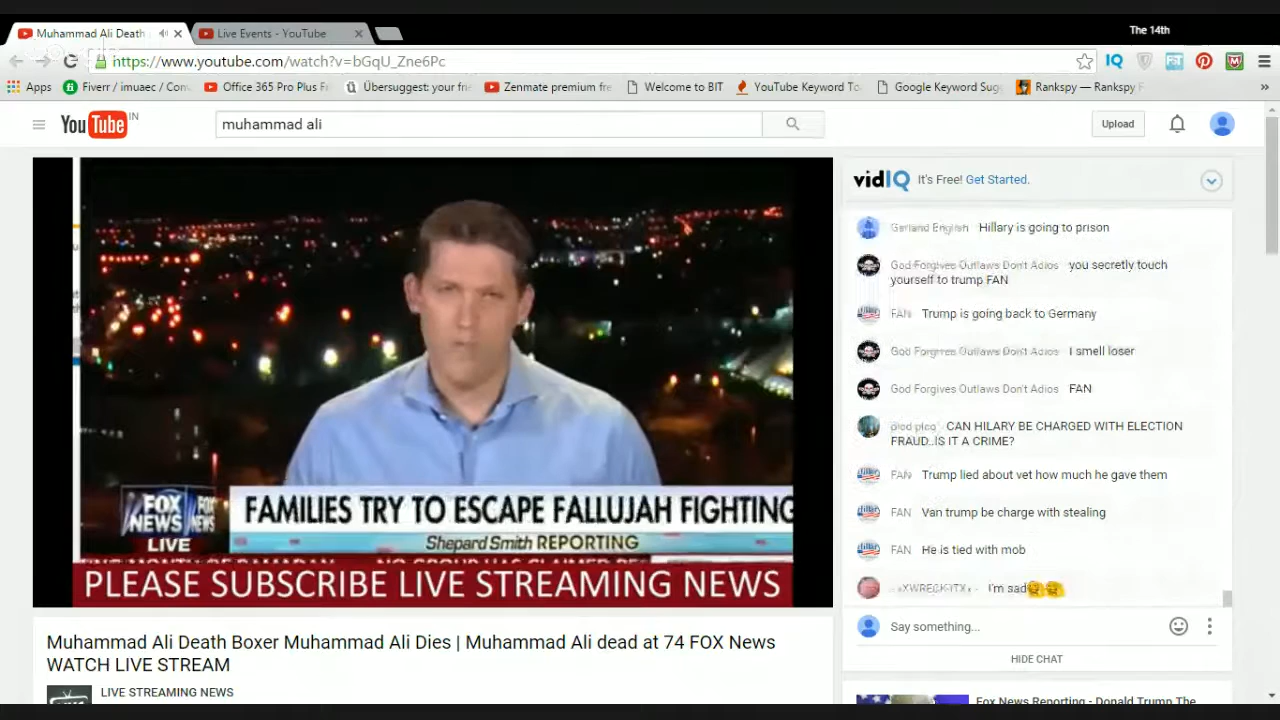 Muhammad Ali Death
Live Events - YouTube
The 14th
https://www.youtube.com/watch?v=bGqU_Zne6Pc
IQ
Apps
Fiverr / imuaec / Con
Office 365 Pro Plus Fr
Übersuggest: your fre
Zenmate premium fre
Welcome to BIT
YouTube Keyword To
Google Keyword Sug
Rankspy — Rankspy F
»
YouTube IN
muhammad ali
Upload
vidIQ It's Free! Get Started.
Garland English Hillary is going to prison
God Forgives Outlaws Don't Adios you secretly touch
yourself to trump FAN
FAN Trump is going back to Germany
God Forgives Outlaws Don't Adios I smell loser
God Forgives Outlaws Don't Adios FAN
CAN HILARY BE CHARGED WITH ELECTION
FRAUD..IS IT A CRIME?
FAN Trump lied about vet how much he gave them
FAN Van trump be charge with stealing
FAN He is tied with mob
I'm sad
Say something...
HIDE CHAT
FOX
NEWS
LIVE
FAMILIES TRY TO ESCAPE FALLUJAH FIGHTING
Shepard Smith REPORTING
PLEASE SUBSCRIBE LIVE STREAMING NEWS
Muhammad Ali Death Boxer Muhammad Ali Dies | Muhammad Ali dead at 74 FOX News
WATCH LIVE STREAM
LIVE STREAMING NEWS
Fox News Reporting - Donald Trump The